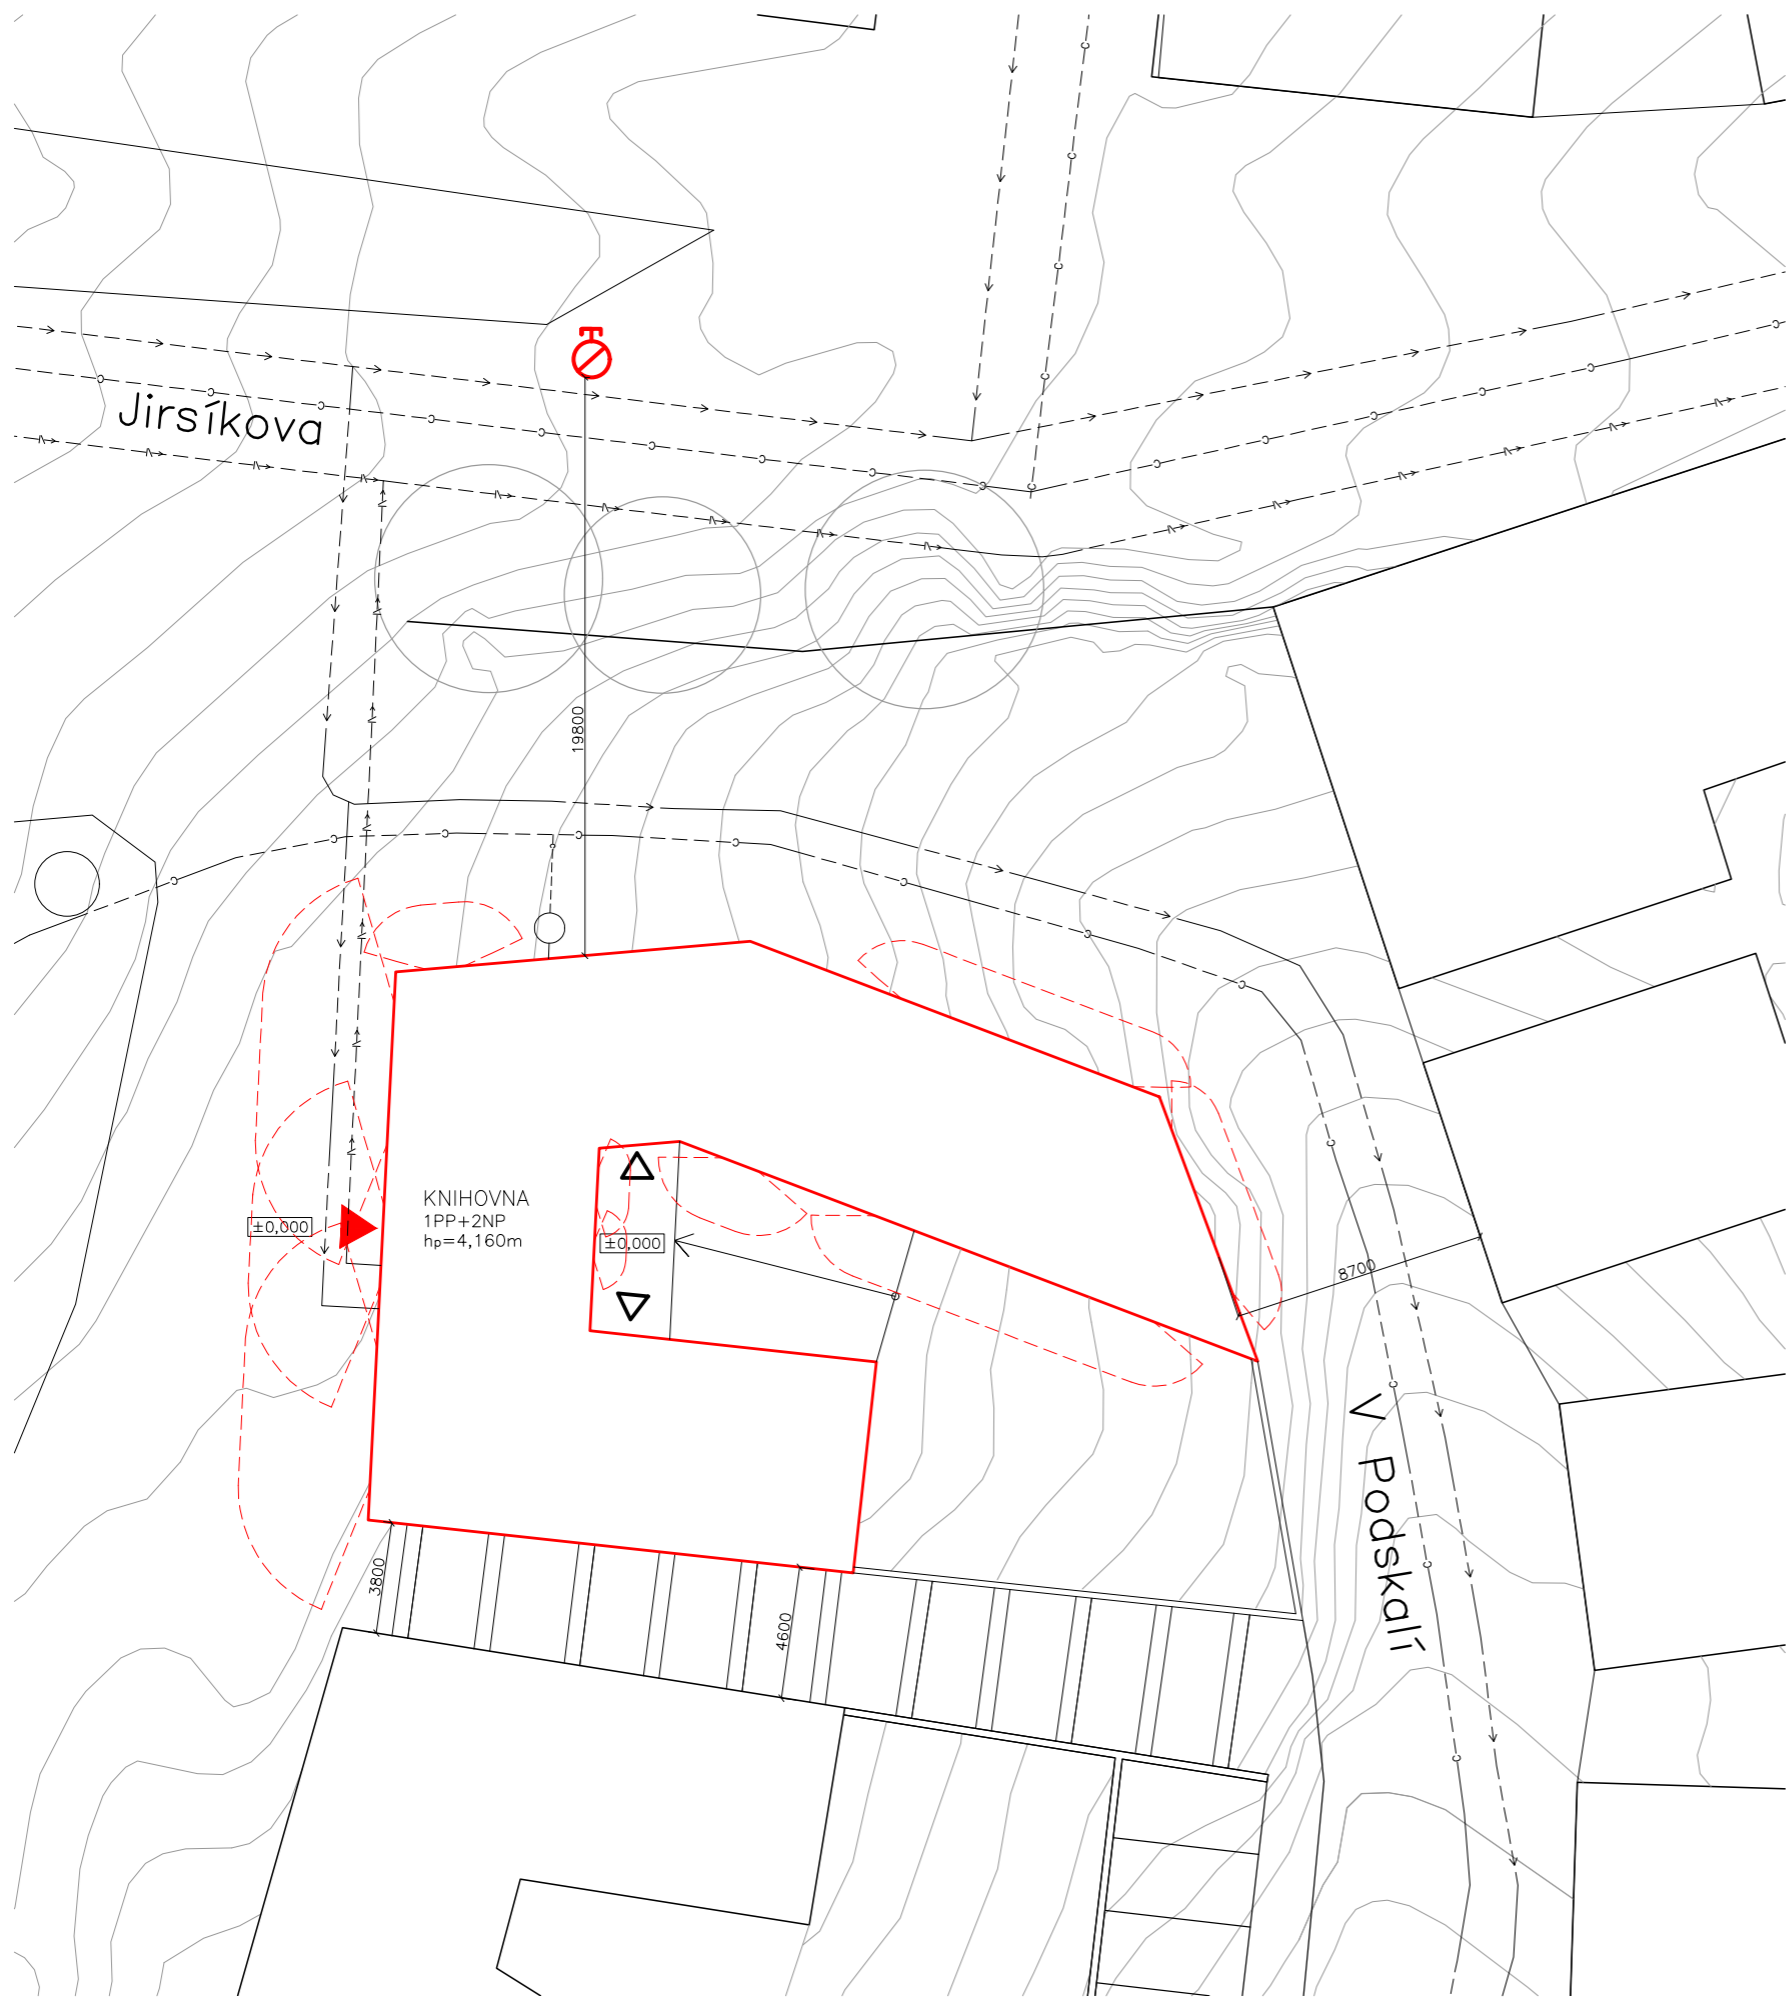 Jirsíkova
19800
KNIHOVNA
1PP+2NP
hp=4,160m
±0,000
±0,000
8700
V Podskalí
3800
4600